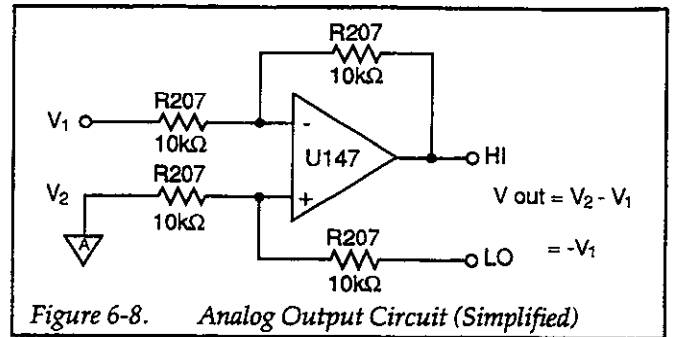 R207
10kΩ
R207
V₁
10kΩ
-
U147
HI
R207
V₂
10kΩ
+
V out = V₂ - V₁
A
R207
LO
= -V₁
10kΩ
Figure 6-8. Analog Output Circuit (Simplified)